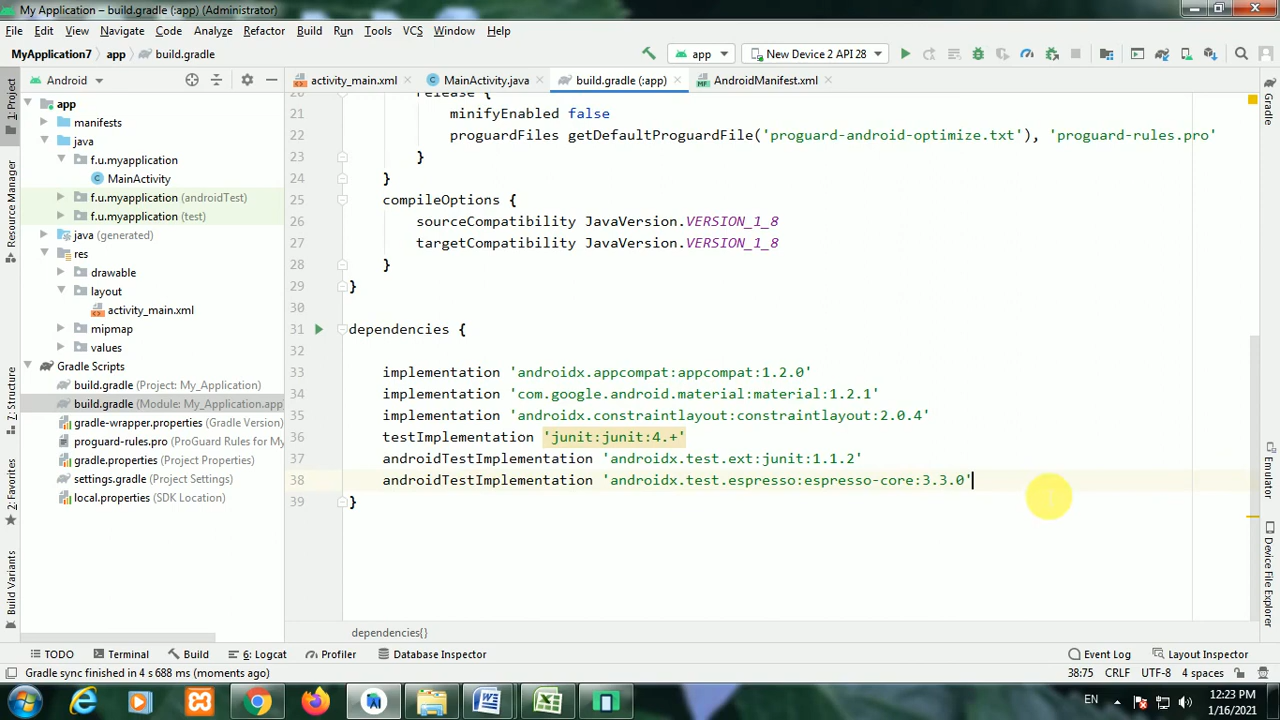 My Application – build.gradle (:app) (Administrator)
File Edit View Navigate Code Analyze Refactor Build Run Tools VCS Window Help
MyApplication7 app build.gradle
app
New Device 2 API 28
1: Project
Resource Manager
Z: Structure
2: Favorites
Build Variants
Android
app
manifests
java
f.u.myapplication
MainActivity
f.u.myapplication (androidTest)
f.u.myapplication (test)
java (generated)
res
drawable
layout
activity_main.xml
mipmap
values
Gradle Scripts
build.gradle (Project: My_Application)
build.gradle (Module: My_Application.app
gradle-wrapper.properties (Gradle Version)
proguard-rules.pro (ProGuard Rules for My
gradle.properties (Project Properties)
settings.gradle (Project Settings)
local.properties (SDK Location)
activity_main.xml MainActivity.java build.gradle (:app) AndroidManifest.xml
20 release {
21 minifyEnabled false
22 proguardFiles getDefaultProguardFile('proguard-android-optimize.txt'), 'proguard-rules.pro'
23 }
24 }
25 compileOptions {
26 sourceCompatibility JavaVersion.VERSION_1_8
27 targetCompatibility JavaVersion.VERSION_1_8
28 }
29 }
30
31 dependencies {
32
33 implementation 'androidx.appcompat:appcompat:1.2.0'
34 implementation 'com.google.android.material:material:1.2.1'
35 implementation 'androidx.constraintlayout:constraintlayout:2.0.4'
36 testImplementation 'junit:junit:4.+'
37 androidTestImplementation 'androidx.test.ext:junit:1.1.2'
38 androidTestImplementation 'androidx.test.espresso:espresso-core:3.3.0'
39 }
dependencies{}
Gradle
Emulator
Device File Explorer
TODO Terminal Build 6: Logcat Profiler Database Inspector Event Log Layout Inspector
Gradle sync finished in 4 s 688 ms (moments ago) 38:75 CRLF UTF-8 4 spaces
EN
12:23 PM
1/16/2021